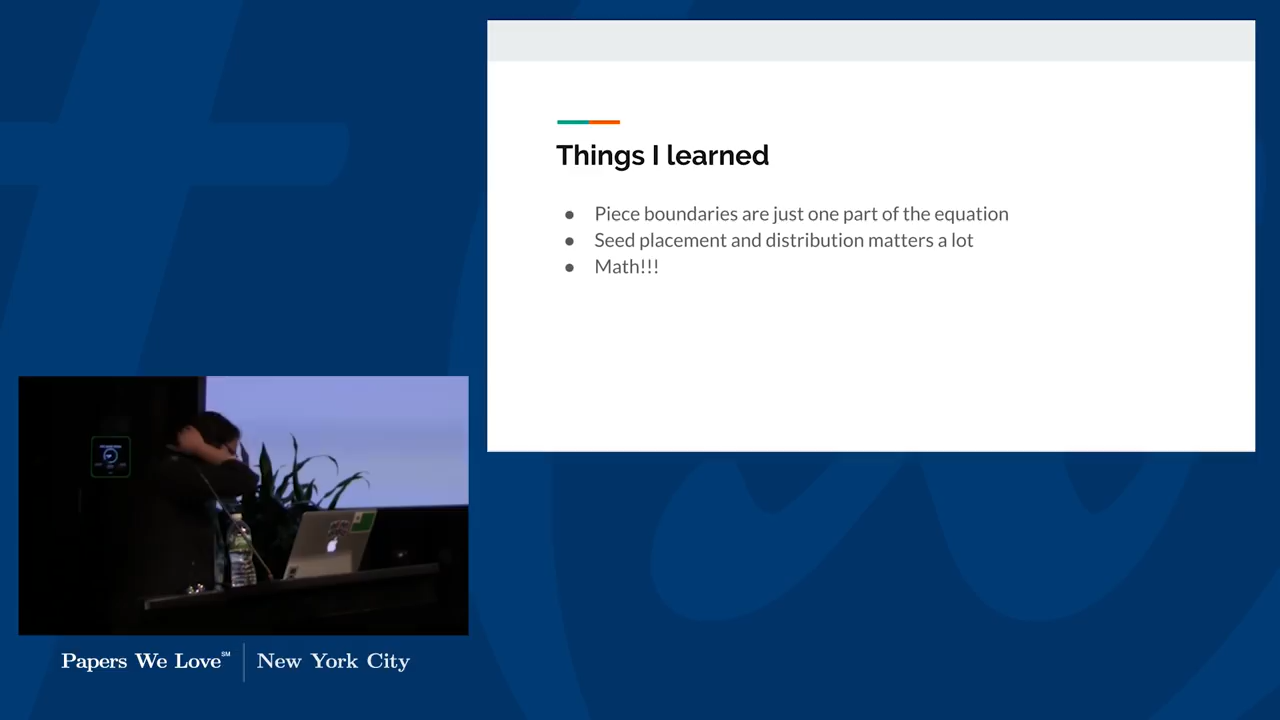 Things I learned
● Piece boundaries are just one part of the equation
● Seed placement and distribution matters a lot
● Math!!!
Papers We Love℠ | New York City